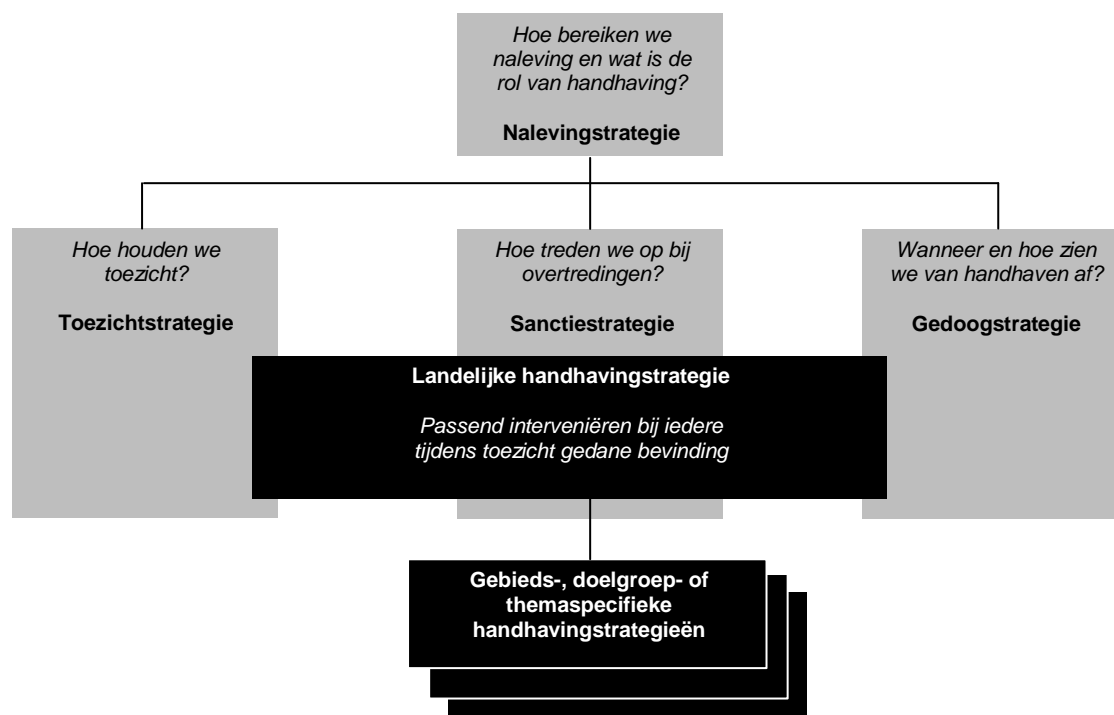 Hoe bereiken we
naleving en wat is de
rol van handhaving?
Nalevingstrategie
Hoe houden we
toezicht?
Toezichtstrategie
Hoe treden we op bij
overtredingen?
Sanctiestrategie
Wanneer en hoe zien
we van handhaven af?
Gedoogstrategie
Landelijke handhavingstrategie
Passend interveniëren bij iedere
tijdens toezicht gedane bevinding
Gebieds-, doelgroep- of
themaspecifieke
handhavingstrategieën